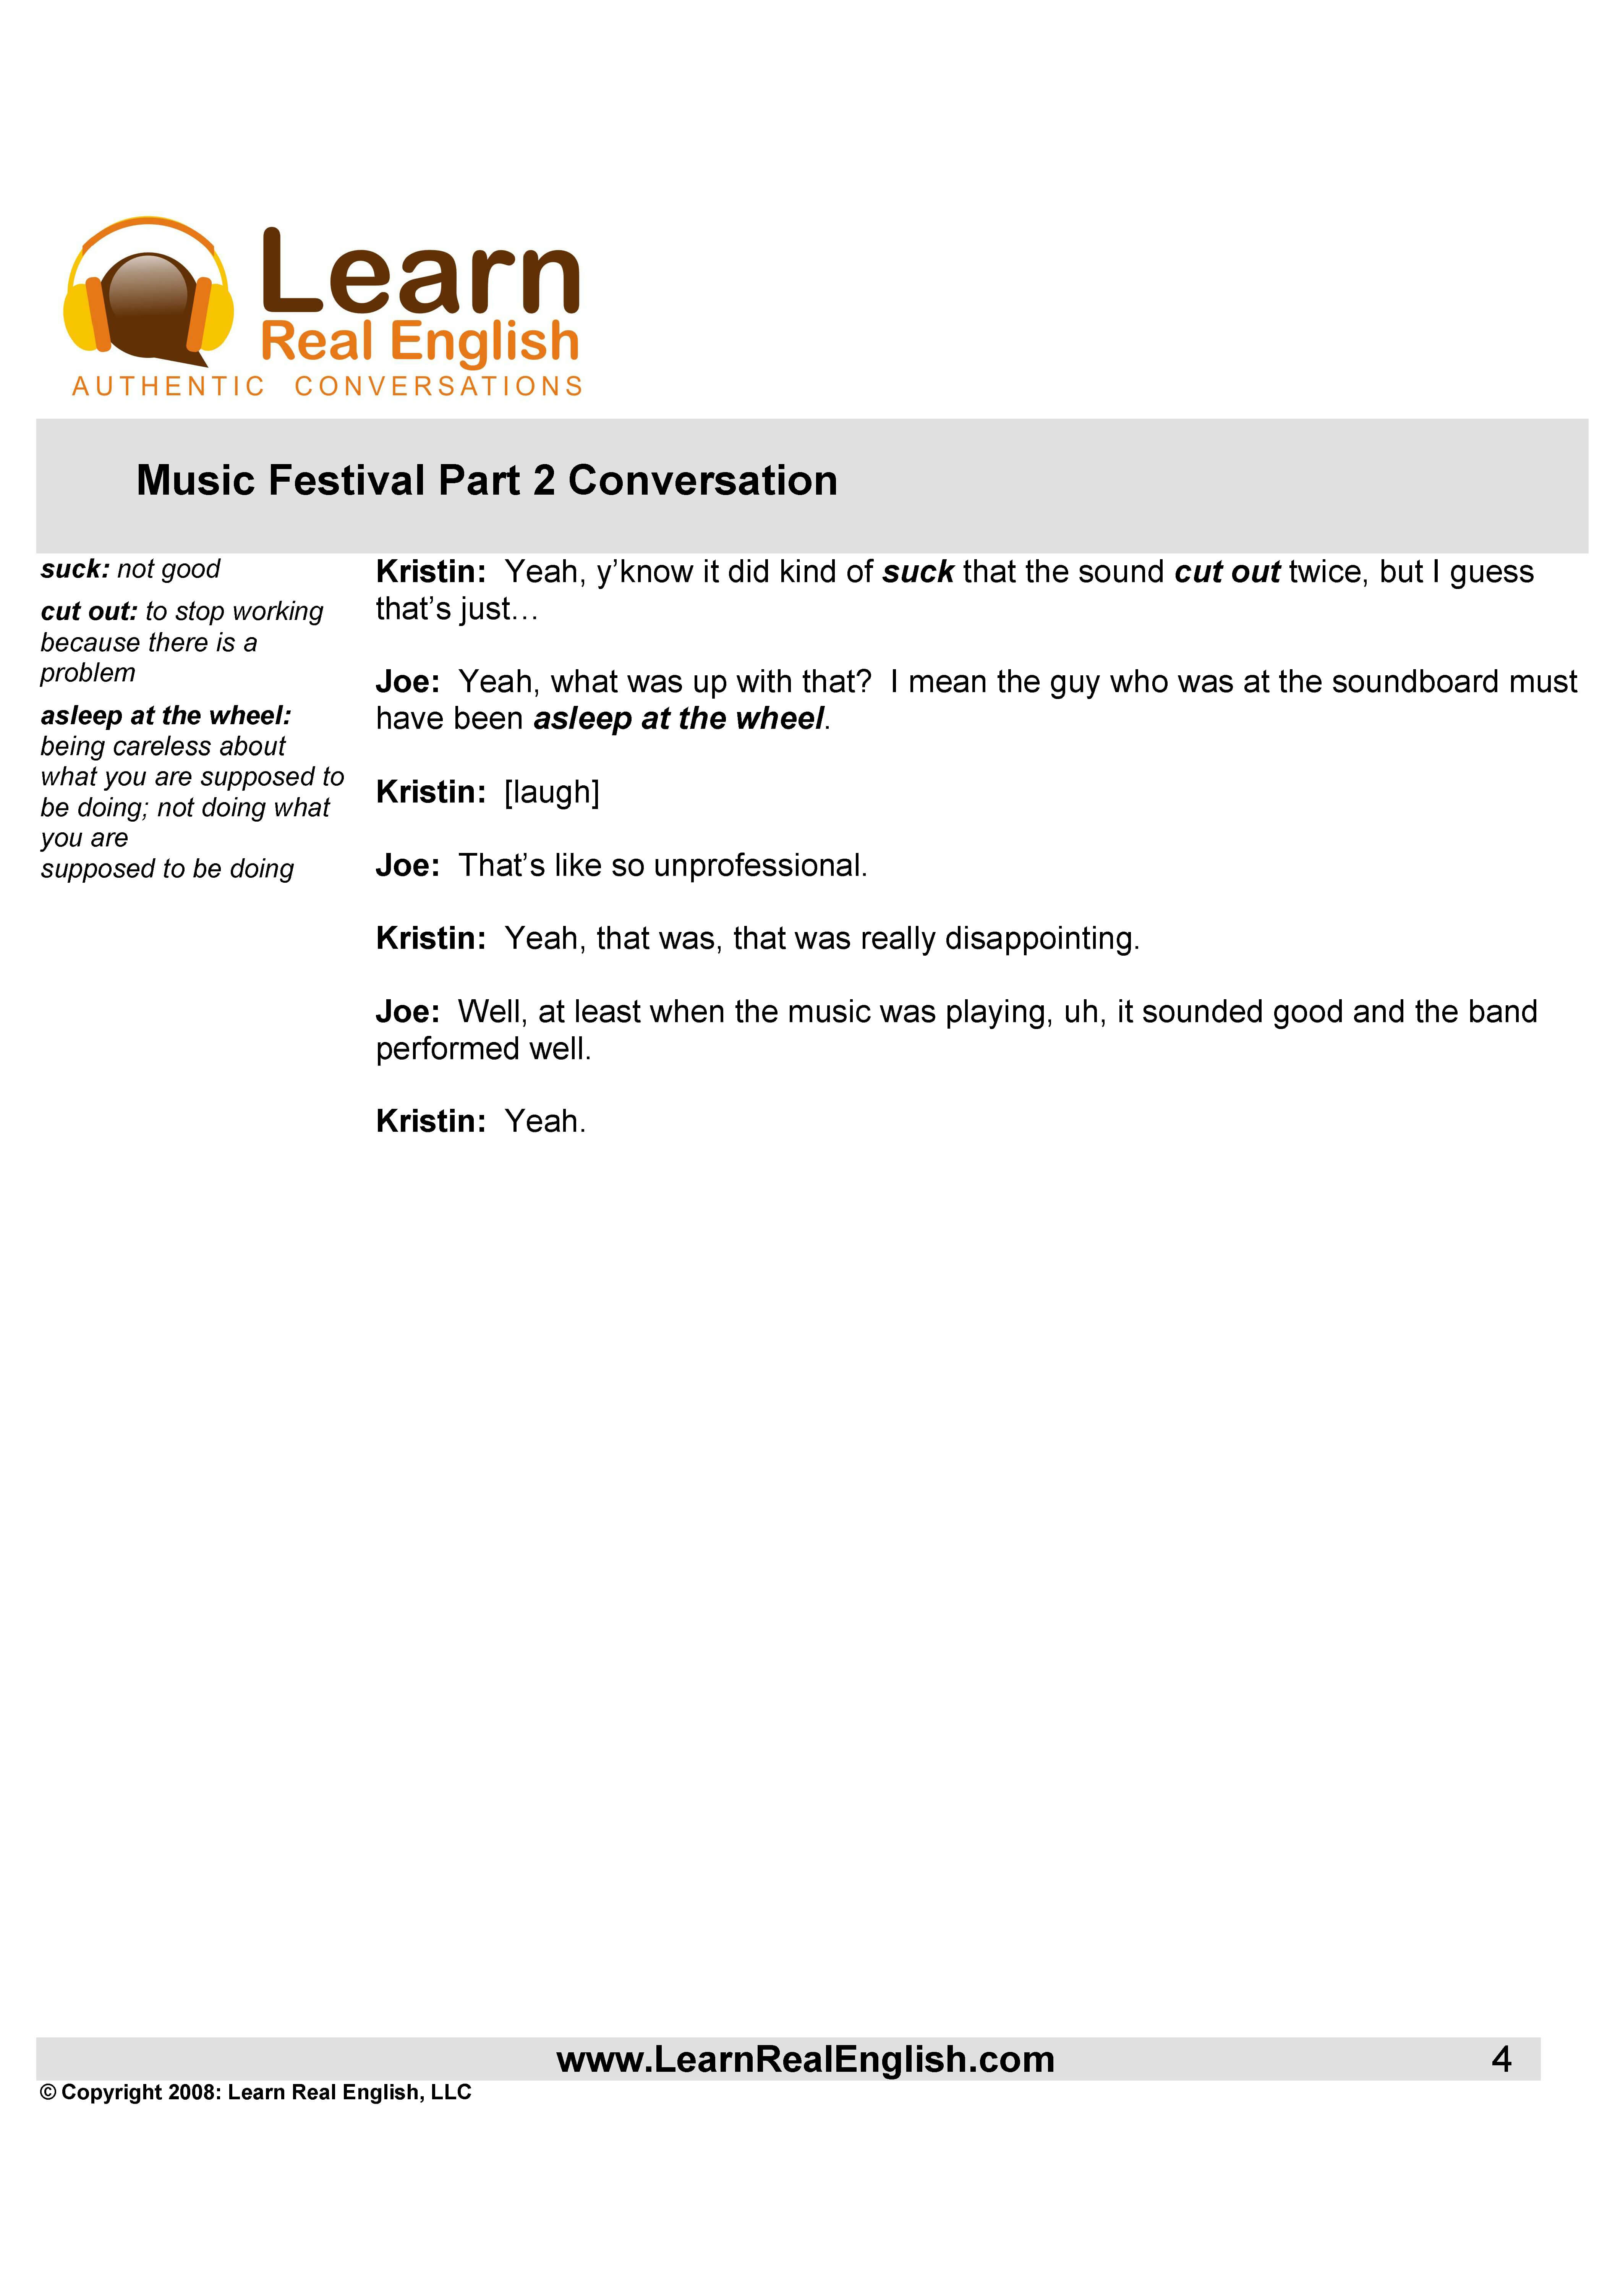 Learn
Real English
AUTHENTIC CONVERSATIONS
Music Festival Part 2 Conversation
suck: not good
cut out: to stop working
because there is a
problem
asleep at the wheel:
being careless about
what you are supposed to
be doing; not doing what
you are
supposed to be doing
Kristin: Yeah, y’know it did kind of suck that the sound cut out twice, but I guess
that’s just…
Joe: Yeah, what was up with that? I mean the guy who was at the soundboard must
have been asleep at the wheel.
Kristin: [laugh]
Joe: That’s like so unprofessional.
Kristin: Yeah, that was, that was really disappointing.
Joe: Well, at least when the music was playing, uh, it sounded good and the band
performed well.
Kristin: Yeah.
www.LearnRealEnglish.com 4
© Copyright 2008: Learn Real English, LLC